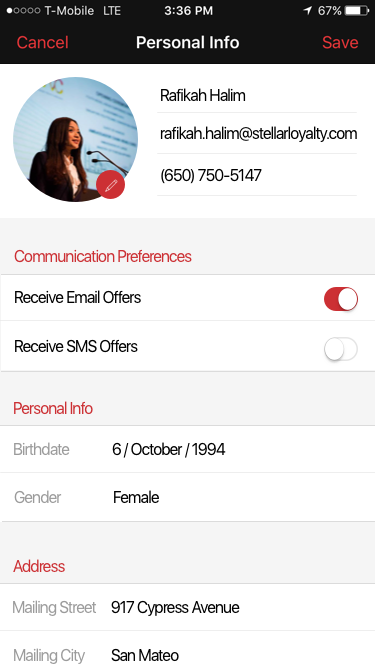 T-Mobile LTE 3:36 PM 67%
Cancel Personal Info Save
Rafikah Halim
rafikah.halim@stellarloyalty.com
(650) 750-5147
Communication Preferences
Receive Email Offers
Receive SMS Offers
Personal Info
Birthdate 6 / October / 1994
Gender Female
Address
Mailing Street 917 Cypress Avenue
Mailing City San Mateo